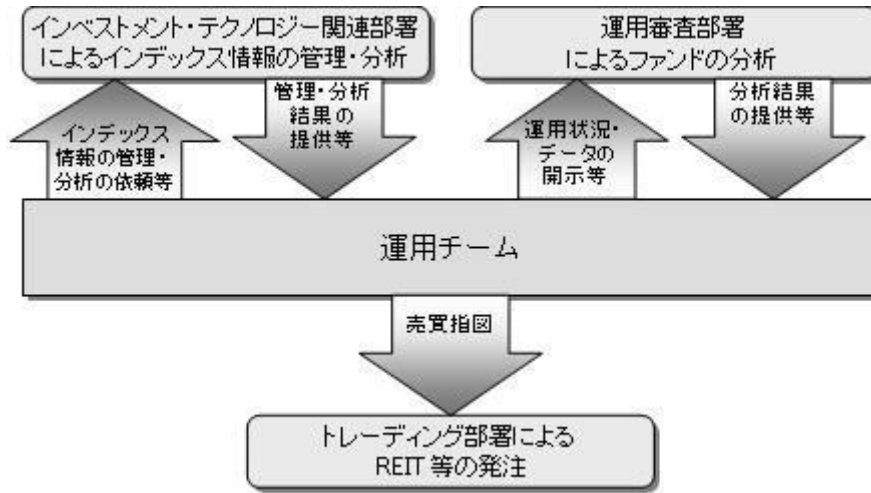 インベストメント・テクノロジー関連部署
によるインデックス情報の管理・分析
運用審査部署
によるファンドの分析
インデックス
情報の管理・
分析の依頼等
管理・分析
結果の
提供等
運用状況・
データの
開示等
分析結果
の提供等
運用チーム
売買指図
トレーディング部署による
REIT 等の発注